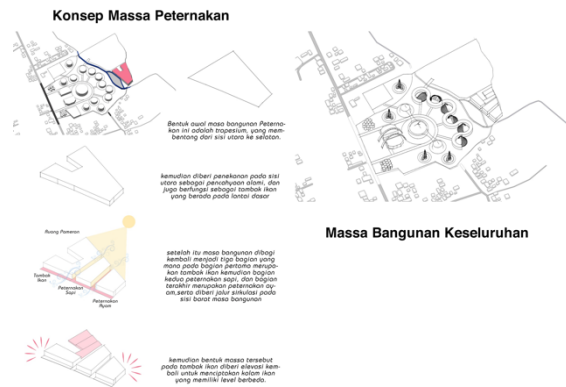 Konsep Massa Peternakan
Bentuk awal masa bangunan Peterna-
kan ini adalah trapesium, yang mem-
bentang dari sisi utara ke selatan.
kemudian diberi penekanan pada sisi
utara sebagai pencahyaan alami, dan
juga berfungsi sebagai tambak ikan
yang berada pada lantai dasar
Ruang Pameran
Tambak
Ikan
Peternakan
Sapi
Peternakan
Ayam
setelah itu masa bangunan dibagi
kembali menjadi tiga bagian yang
mana pada bagian pertama merupa-
kan tambak ikan kemudian bagian
kedua peternakan sapi, dan bagian
terakhir merupakan peternakan ay-
am,serta diberi jalur sirkulasi pada
sisi barat masa bangunan
kemudian bentuk massa tersebut
pada tambak ikan diberi elevasi kem-
bali untuk menciptakan kolam ikan
yang memiliki level berbeda.
Massa Bangunan Keseluruhan